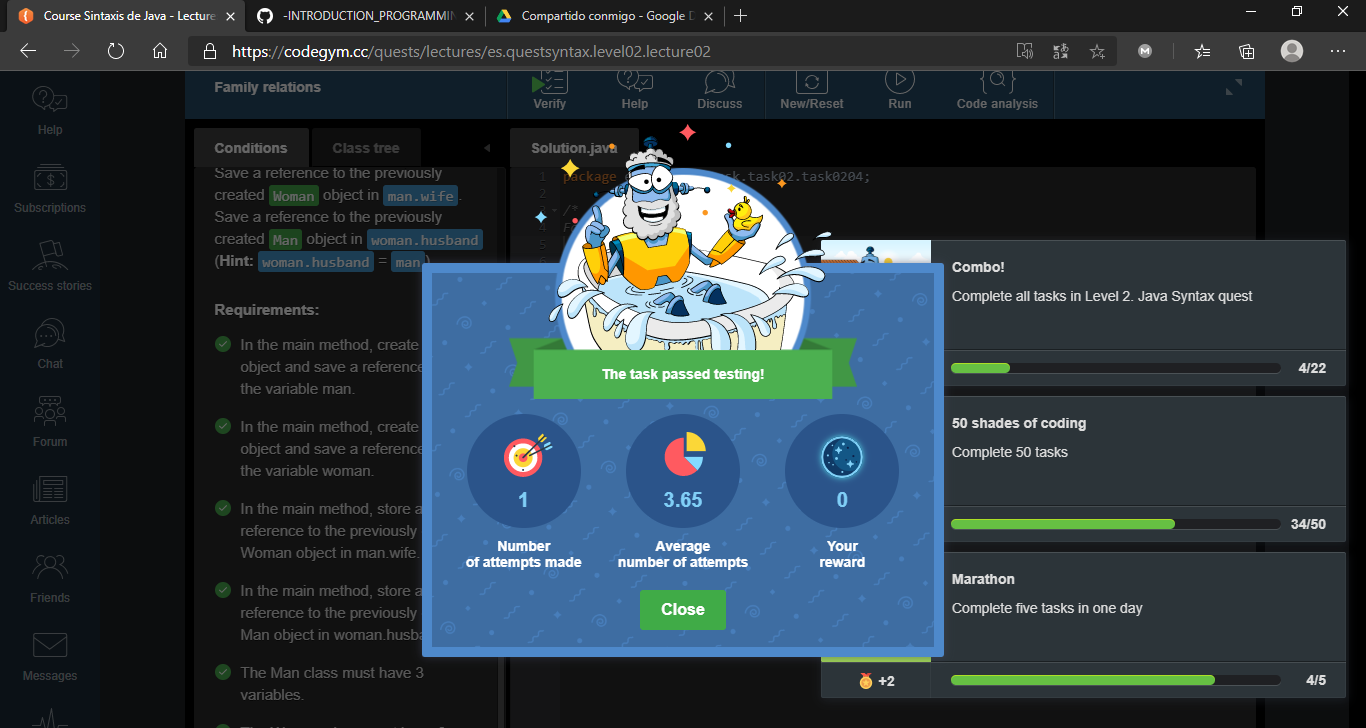 Course Sintaxis de Java - Lecture
-INTRODUCTION_PROGRAMMIN
Compartido conmigo - Google D
https://codegym.cc/quests/lectures/es.questsyntax.level02.lecture02
M
Help
Subscriptions
Success stories
Chat
Forum
Articles
Friends
Messages
Family relations
Verify
Help
Discuss
New/Reset
Run
Code analysis
Conditions
Class tree
Save a reference to the previously
created Woman object in man.wife.
Save a reference to the previously
created Man object in woman.husband
(Hint: woman.husband = man)
Requirements:
In the main method, create
object and save a reference
the variable man.
In the main method, create
object and save a reference
the variable woman.
In the main method, store a
reference to the previously
Woman object in man.wife.
In the main method, store a
reference to the previously
Man object in woman.husba
The Man class must have 3
variables.
Solution.java
1 package
k.task02.task0204;
2
3 /*
4
5
The task passed testing!
1
Number
of attempts made
3.65
Average
number of attempts
0
Your
reward
Close
Combo!
Complete all tasks in Level 2. Java Syntax quest
4/22
50 shades of coding
Complete 50 tasks
34/50
Marathon
Complete five tasks in one day
+2
4/5